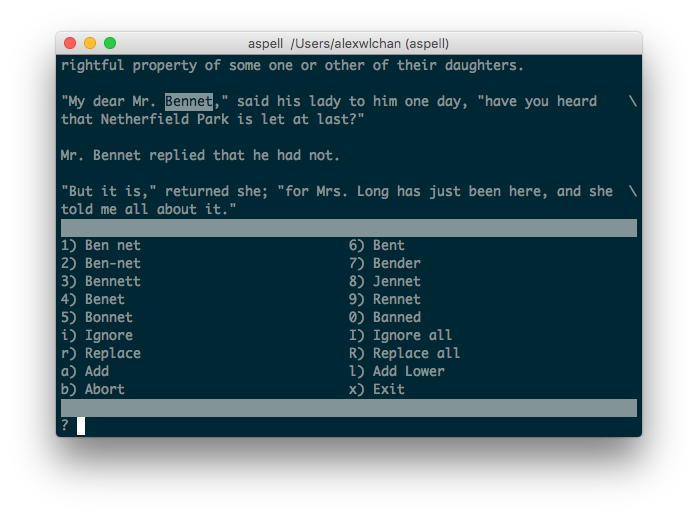 aspell /Users/alexwlchan (aspell)
rightful property of some one or other of their daughters.
"My dear Mr. Bennet," said his lady to him one day, "have you heard \
that Netherfield Park is let at last?"
Mr. Bennet replied that he had not.
"But it is," returned she; "for Mrs. Long has just been here, and she \
told me all about it."
1) Ben net 6) Bent
2) Ben-net 7) Bender
3) Bennett 8) Jennet
4) Benet 9) Rennet
5) Bonnet 0) Banned
i) Ignore I) Ignore all
r) Replace R) Replace all
a) Add l) Add Lower
b) Abort x) Exit
?